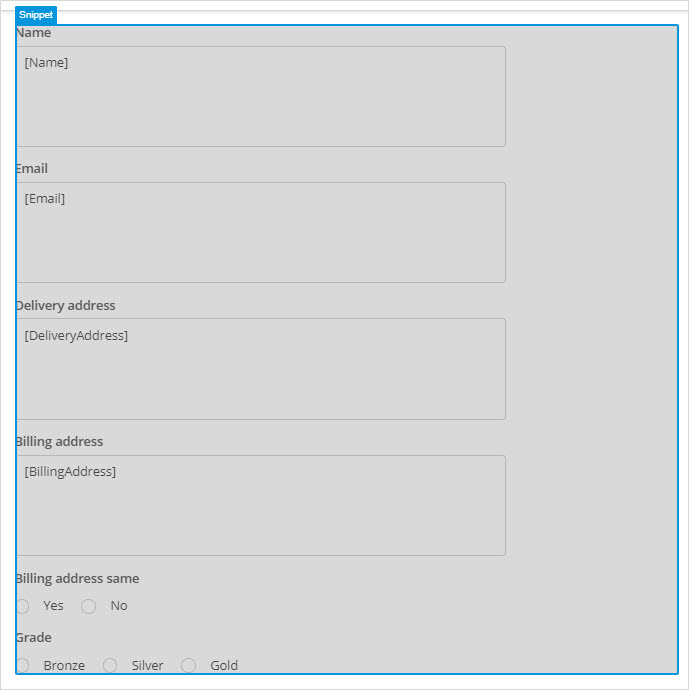 Snippet
Name
[Name]
Email
[Email]
Delivery address
[DeliveryAddress]
Billing address
[BillingAddress]
Billing address same
Yes No
Grade
Bronze Silver Gold